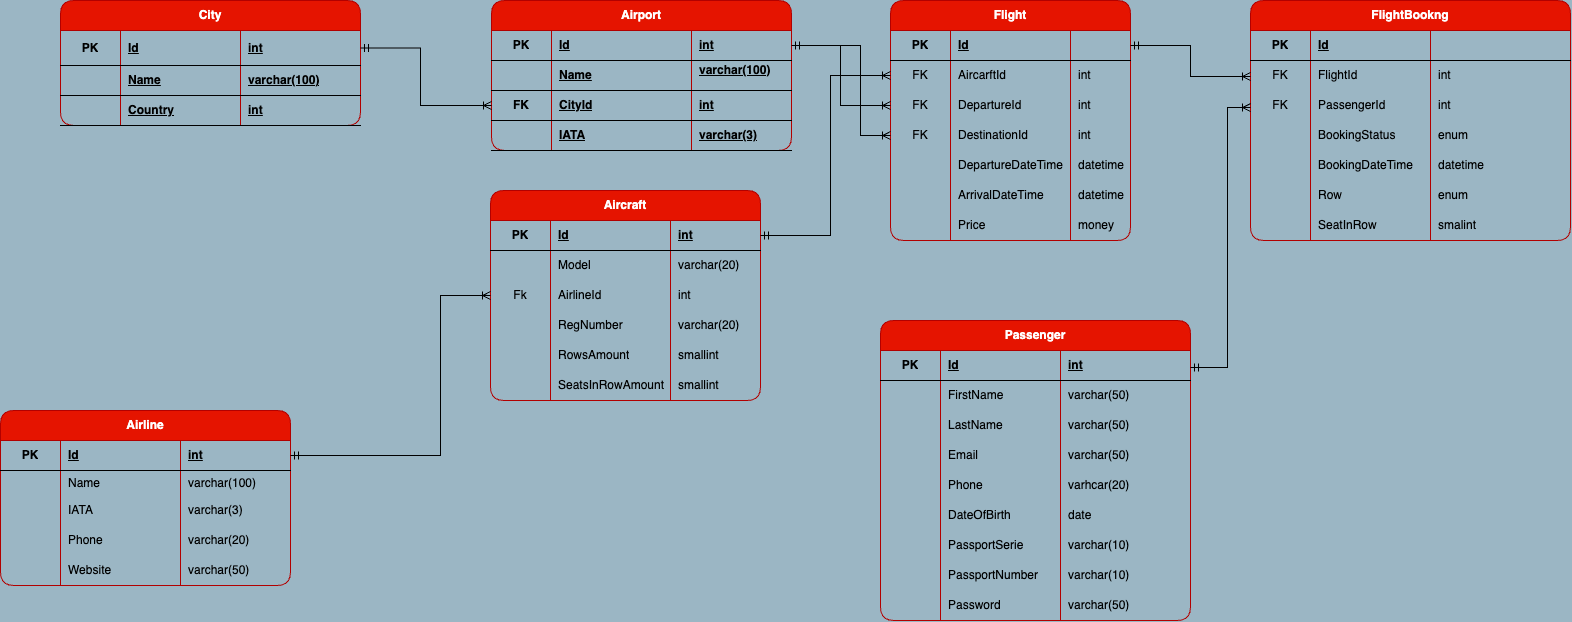 City
PK Id int
Name varchar(100)
Country int
Airport
PK Id int
Name varchar(100)
FK CityId int
IATA varchar(3)
Flight
PK Id
FK AircarftId int
FK DepartureId int
FK DestinationId int
DepartureDateTime datetime
ArrivalDateTime datetime
Price money
FlightBookng
PK Id
FK FlightId int
FK PassengerId int
BookingStatus enum
BookingDateTime datetime
Row enum
SeatInRow smalint
Aircraft
PK Id int
Model varchar(20)
Fk AirlineId int
RegNumber varchar(20)
RowsAmount smallint
SeatsInRowAmount smallint
Passenger
PK Id int
FirstName varchar(50)
LastName varchar(50)
Email varchar(50)
Phone varhcar(20)
DateOfBirth date
PassportSerie varchar(10)
PassportNumber varchar(10)
Password varchar(50)
Airline
PK Id int
Name varchar(100)
IATA varchar(3)
Phone varchar(20)
Website varchar(50)